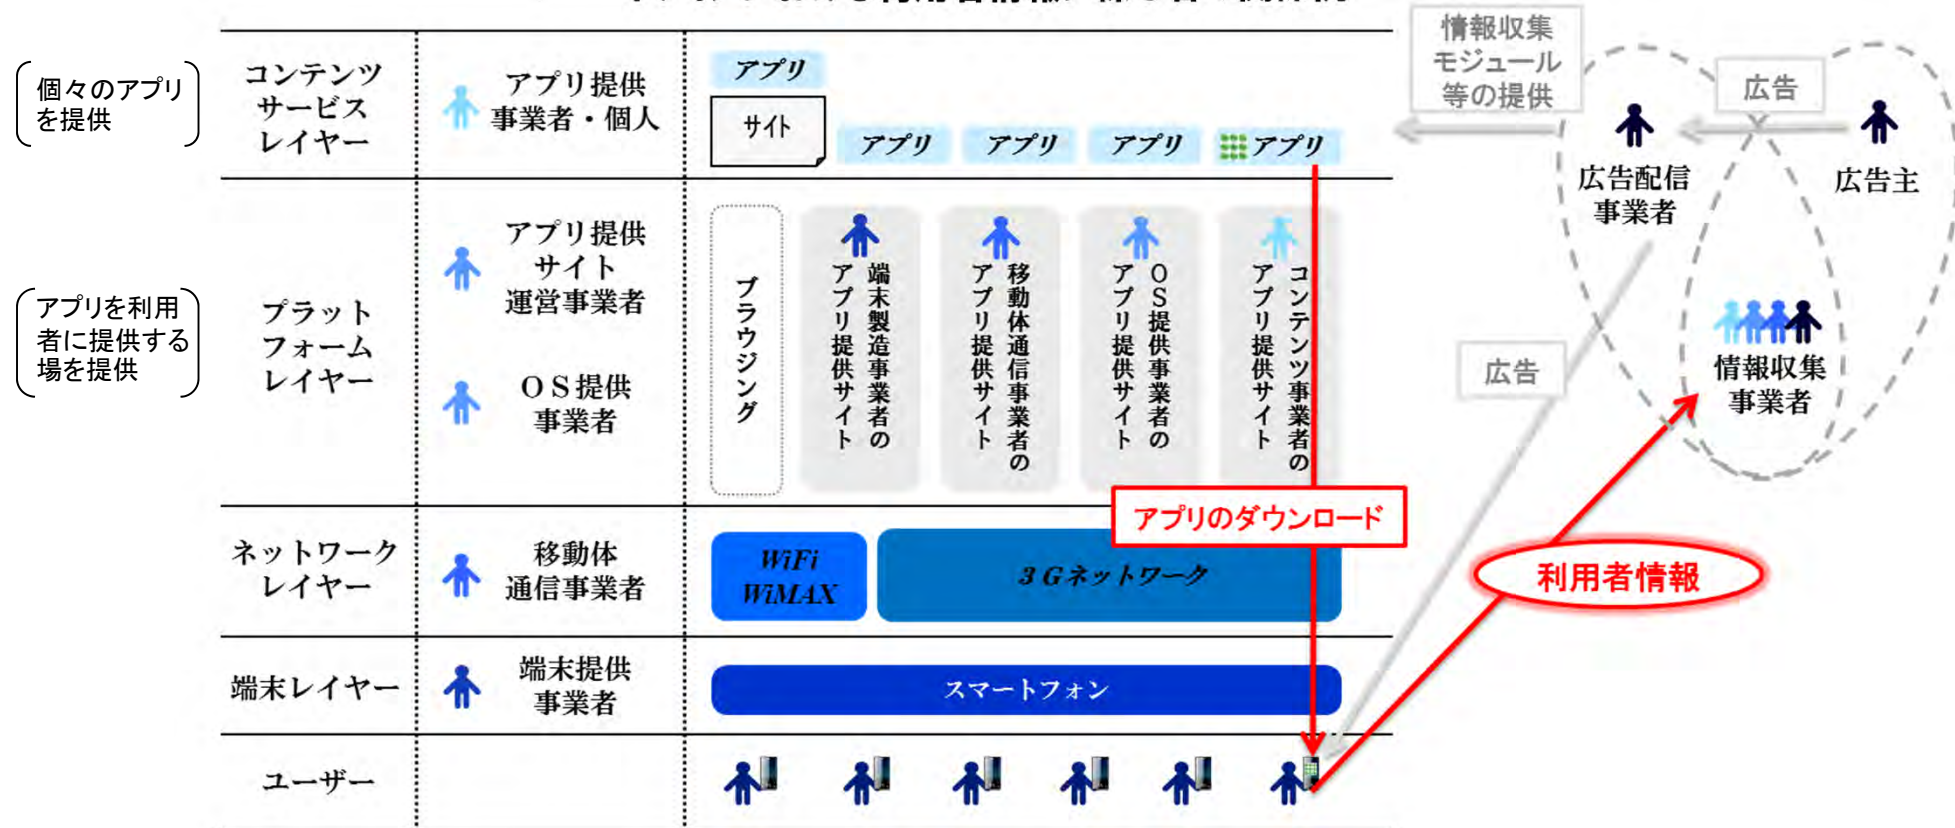 個々のアプリ
を提供
コンテンツ
サービス
レイヤー
アプリ提供
事業者・個人
アプリ
サイト
アプリ
アプリ
アプリ
アプリ
情報収集
モジュール
等の提供
広告
広告配信
事業者
広告主
アプリを利用
者に提供する
場を提供
プラット
フォーム
レイヤー
アプリ提供
サイト
運営事業者
OS提供
事業者
ブラウジング
端末製造事業者の
アプリ提供サイト
移動体通信事業者の
アプリ提供サイト
OS提供事業者の
アプリ提供サイト
コンテンツ事業者の
アプリ提供サイト
広告
情報収集
事業者
アプリのダウンロード
ネットワーク
レイヤー
移動体
通信事業者
WiFi
WiMAX
3Gネットワーク
利用者情報
端末レイヤー
端末提供
事業者
スマートフォン
ユーザー